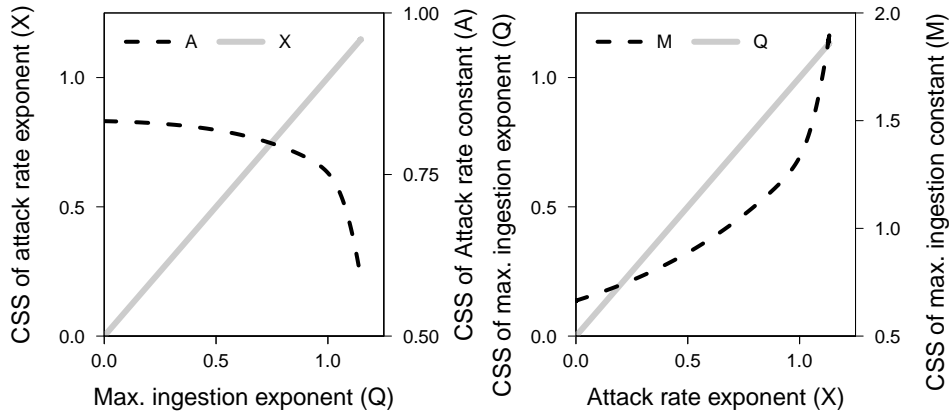 A X
CSS of attack rate exponent (X)
1.0
0.5
0.0
1.00
0.75
0.50
CSS of Attack rate constant (A)
0.0 0.5 1.0
Max. ingestion exponent (Q)
M Q
CSS of max. ingestion exponent (Q)
1.0
0.5
0.0
2.0
1.5
1.0
0.5
CSS of max. ingestion constant (M)
0.0 0.5 1.0
Attack rate exponent (X)